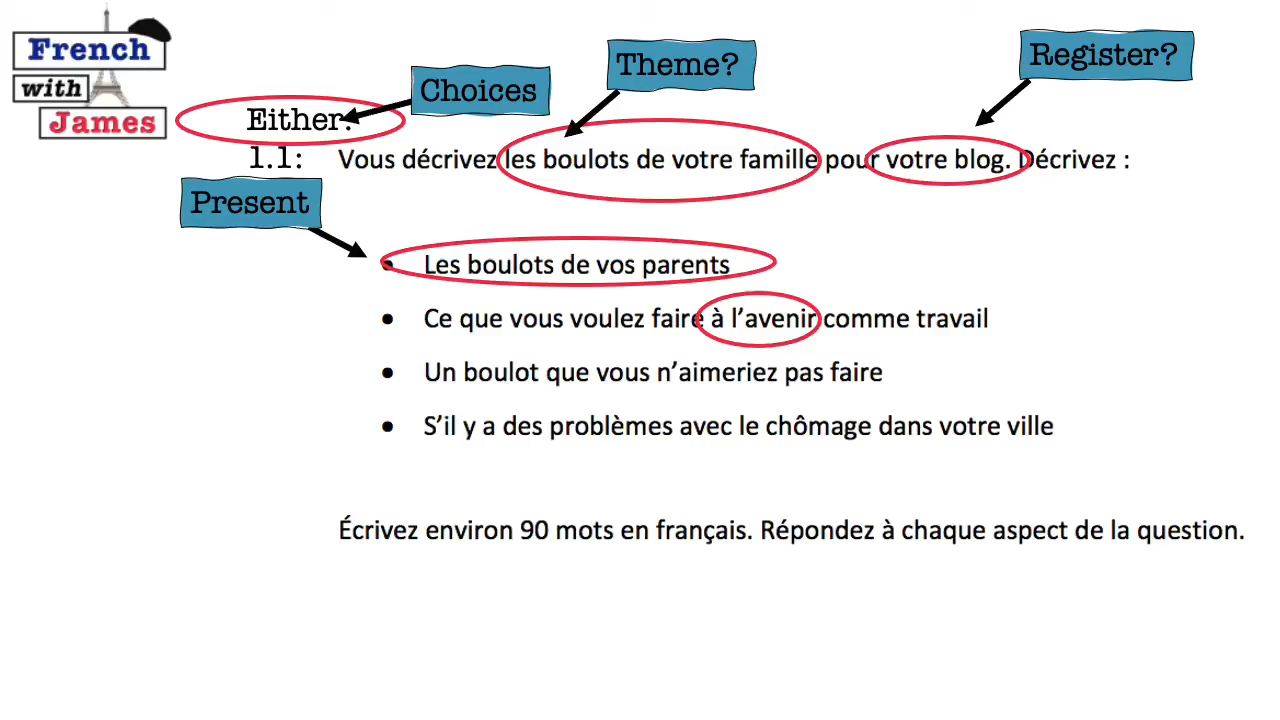 French
with
James
Choices
Theme?
Register?
Either:
1.1: Vous décrivez les boulots de votre famille pour votre blog. Décrivez :
Present
• Les boulots de vos parents
• Ce que vous voulez faire à l’avenir comme travail
• Un boulot que vous n’aimeriez pas faire
• S’il y a des problèmes avec le chômage dans votre ville
Écrivez environ 90 mots en français. Répondez à chaque aspect de la question.